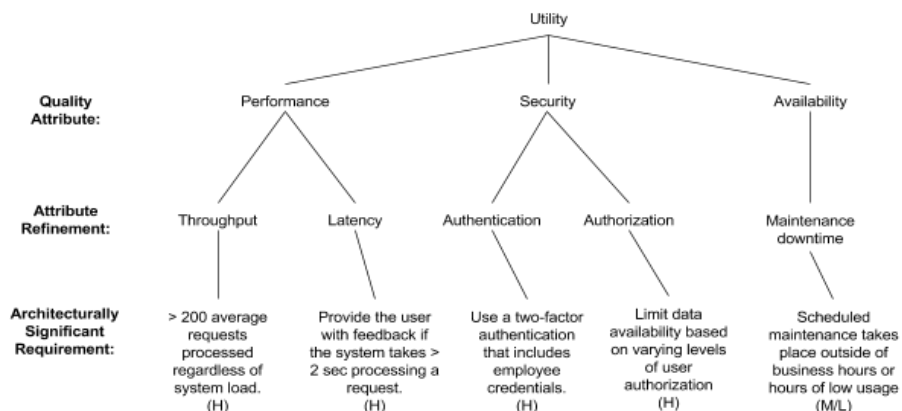 Utility
Quality
Attribute:
Performance
Security
Availability
Attribute
Refinement:
Throughput
Latency
Authentication
Authorization
Maintenance
downtime
Architecturally
Significant
Requirement:
> 200 average
requests
processed
regardless of
system load.
(H)
Provide the user
with feedback if
the system takes >
2 sec processing a
request.
(H)
Use a two-factor
authentication
that includes
employee
credentials.
(H)
Limit data
availability based
on varying levels
of user
authorization
(H)
Scheduled
maintenance takes
place outside of
business hours or
hours of low usage
(M/L)